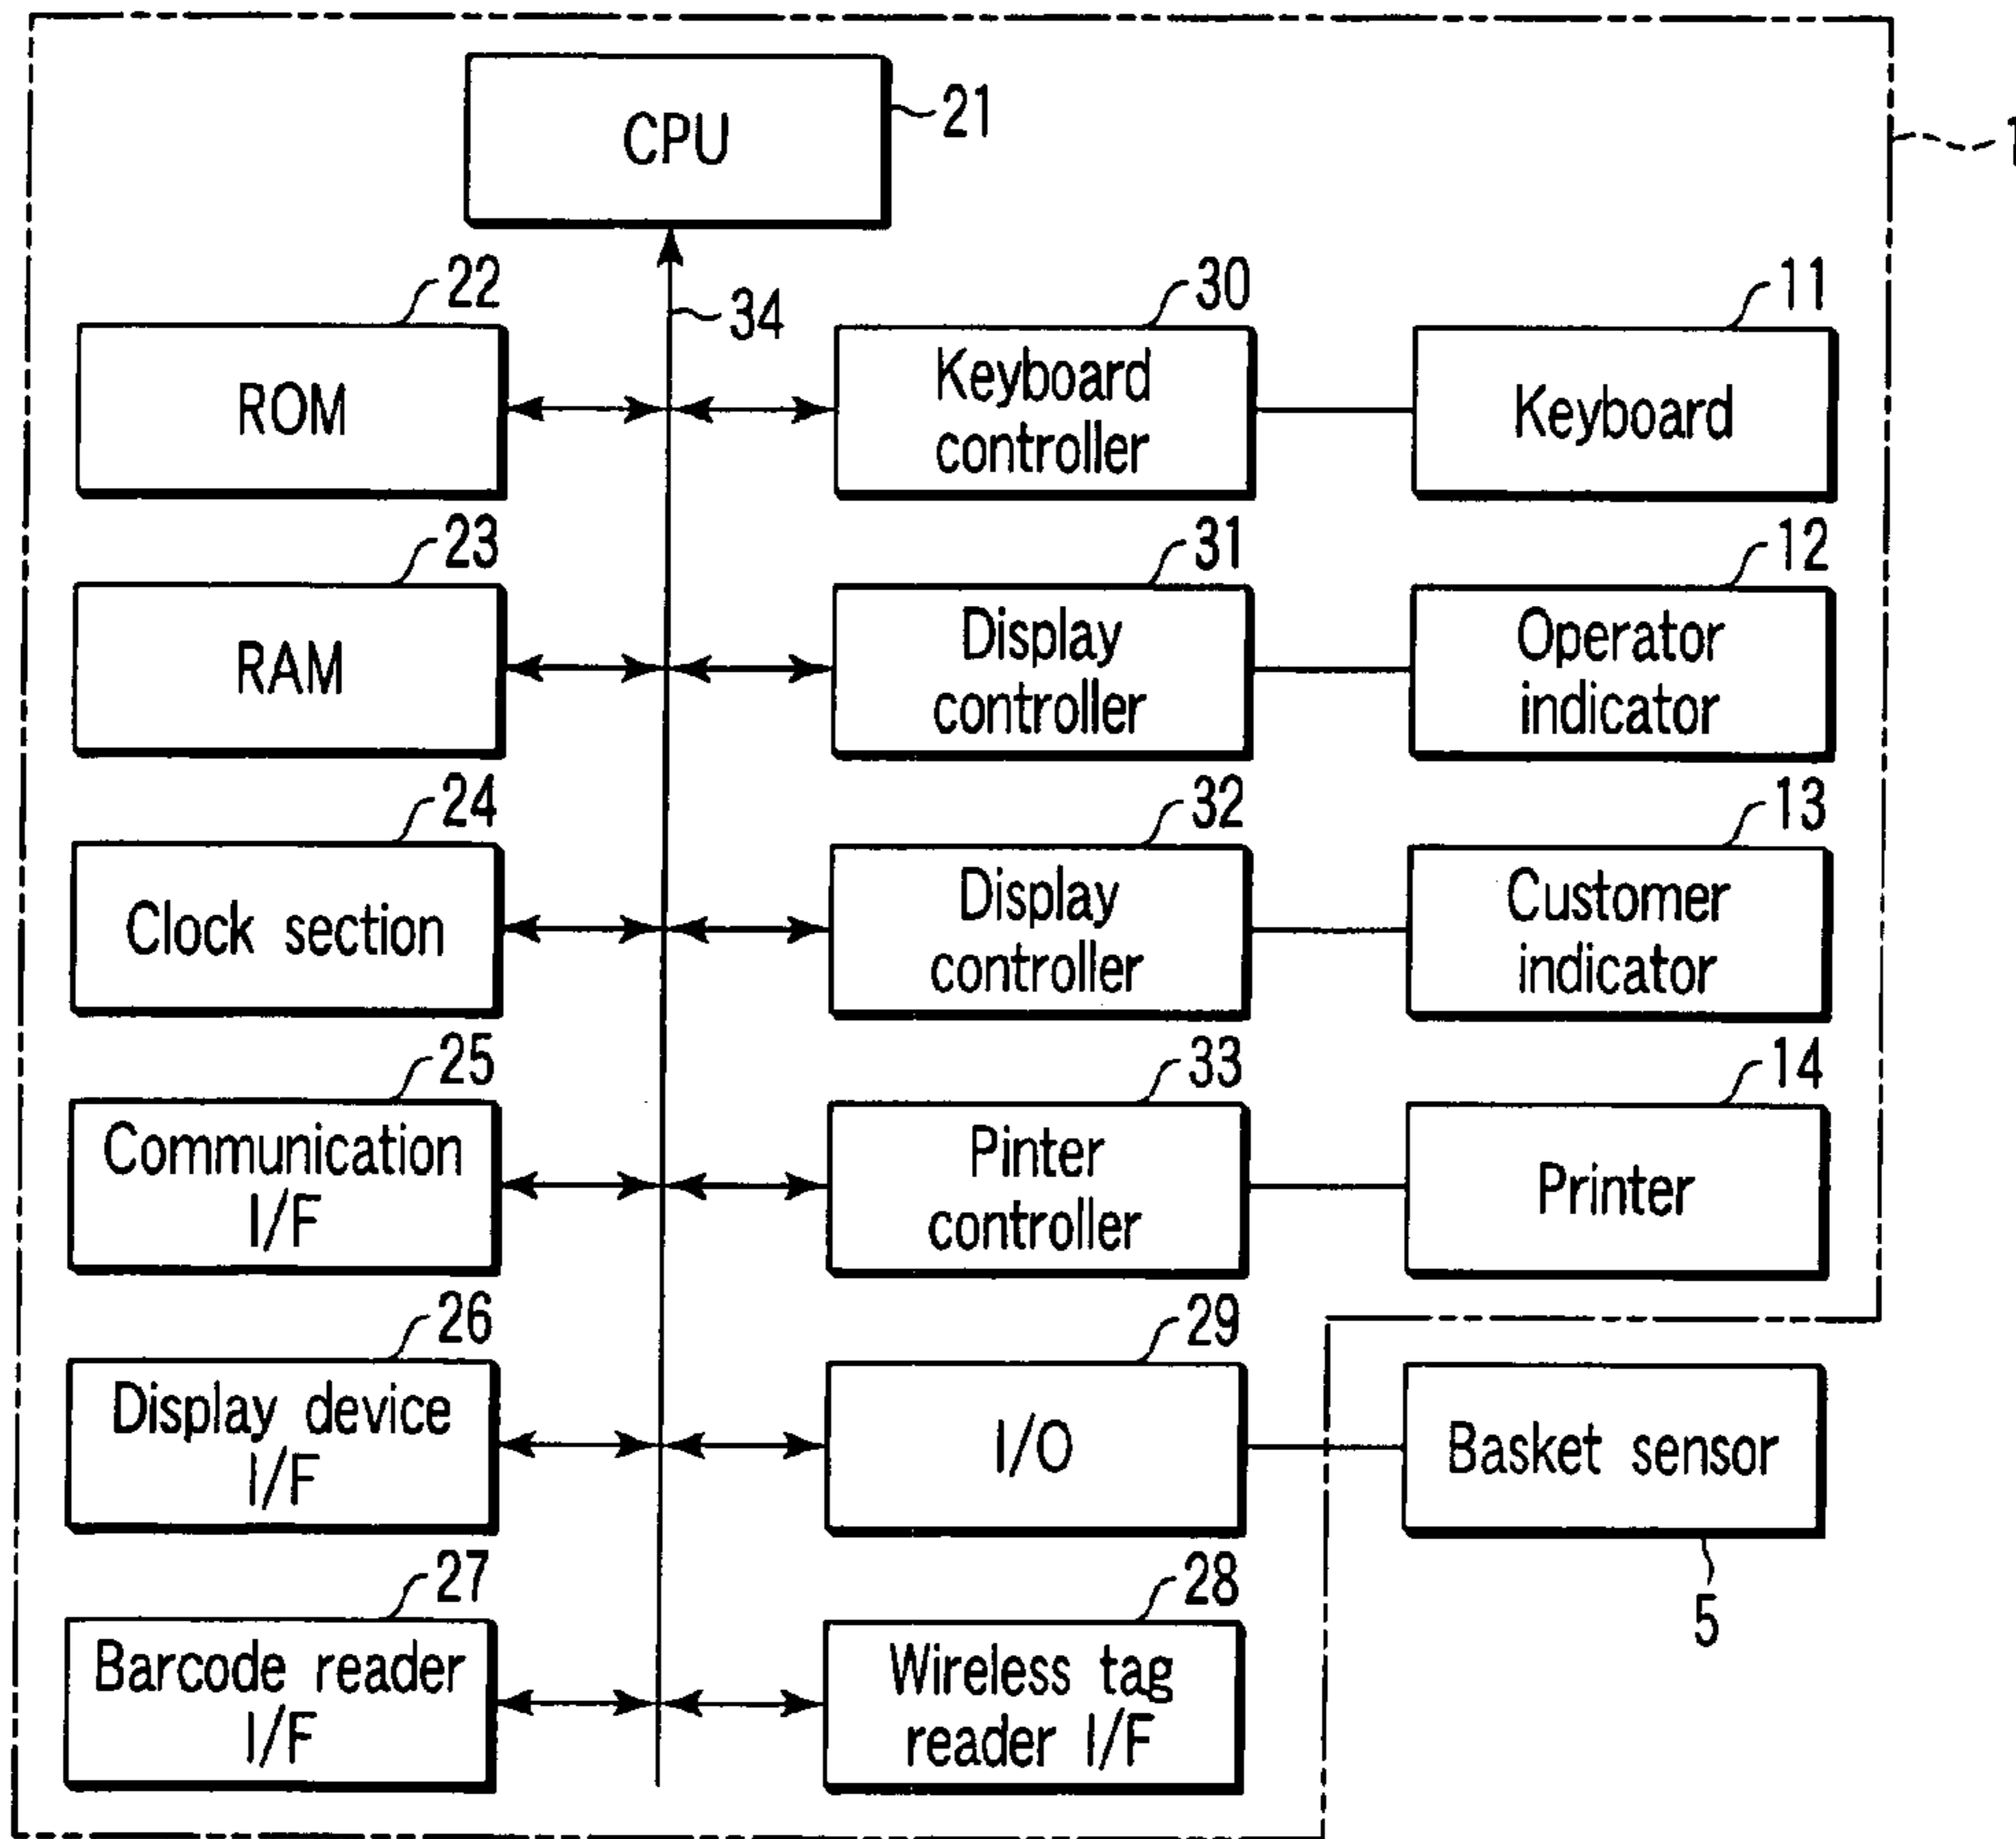 CPU
21
1
22
34
30
11
ROM
Keyboard
controller
Keyboard
23
31
12
RAM
Display
controller
Operator
indicator
24
32
13
Clock section
Display
controller
Customer
indicator
25
33
14
Communication
I/F
Pinter
controller
Printer
26
29
Display device
I/F
I/O
Basket sensor
27
28
5
Barcode reader
I/F
Wireless tag
reader I/F